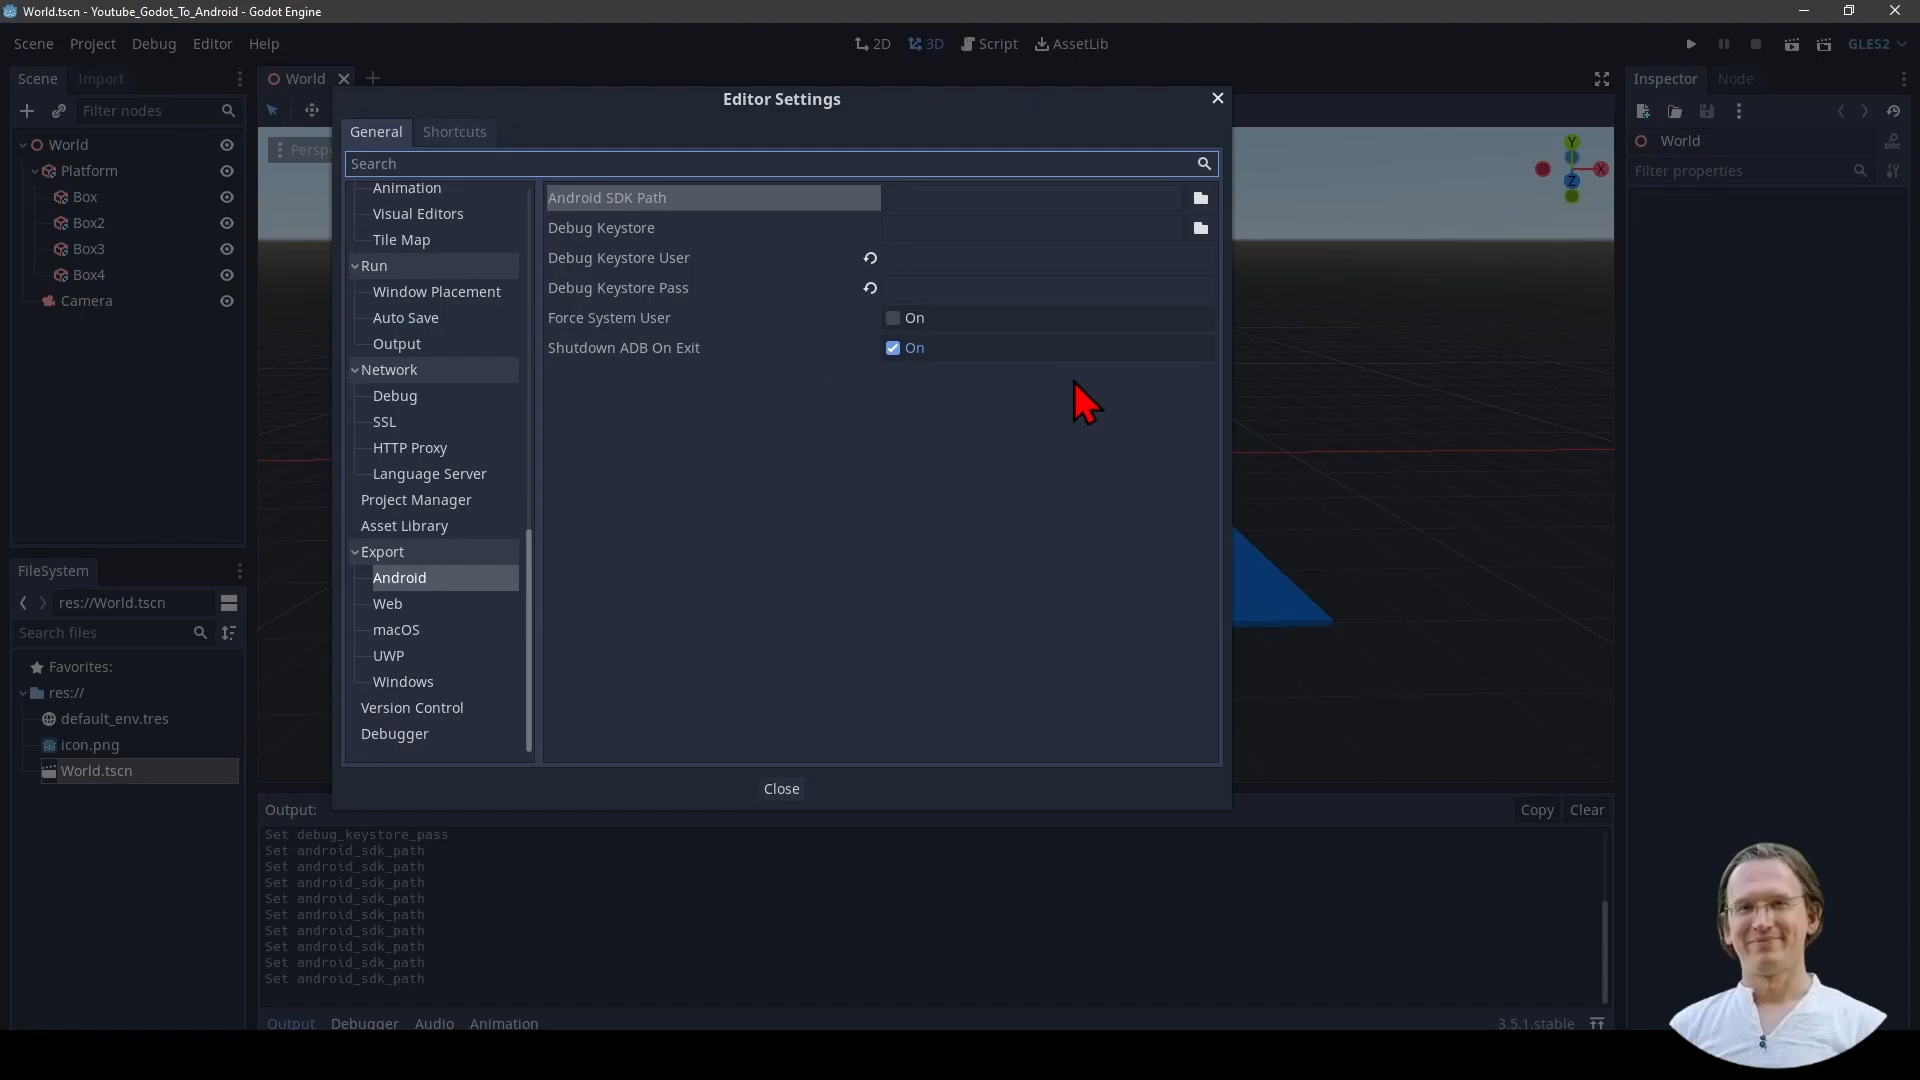 World.tscn - Youtube_Godot_To_Android - Godot Engine
Scene Project Debug Editor Help
2D 3D Script AssetLib
GLES2
Scene Import
World
Inspector Node
Filter nodes
Editor Settings
General Shortcuts
Search
World
Platform
Box
Box2
Box3
Box4
Camera
Persp
Y
X
Z
World
DOC
Filter properties
Animation
Visual Editors
Tile Map
Run
Window Placement
Auto Save
Output
Network
Debug
SSL
HTTP Proxy
Language Server
Project Manager
Asset Library
Export
Android
Web
macOS
UWP
Windows
Version Control
Debugger
Android SDK Path
Debug Keystore
Debug Keystore User
Debug Keystore Pass
Force System User On
Shutdown ADB On Exit On
Close
FileSystem
res://World.tscn
Search files
Favorites:
res://
default_env.tres
icon.png
World.tscn
Output: Copy Clear
Set debug_keystore_pass
Set android_sdk_path
Set android_sdk_path
Set android_sdk_path
Set android_sdk_path
Set android_sdk_path
Set android_sdk_path
Set android_sdk_path
Set android_sdk_path
Set android_sdk_path
Output Debugger Audio Animation 3.5.1.stable